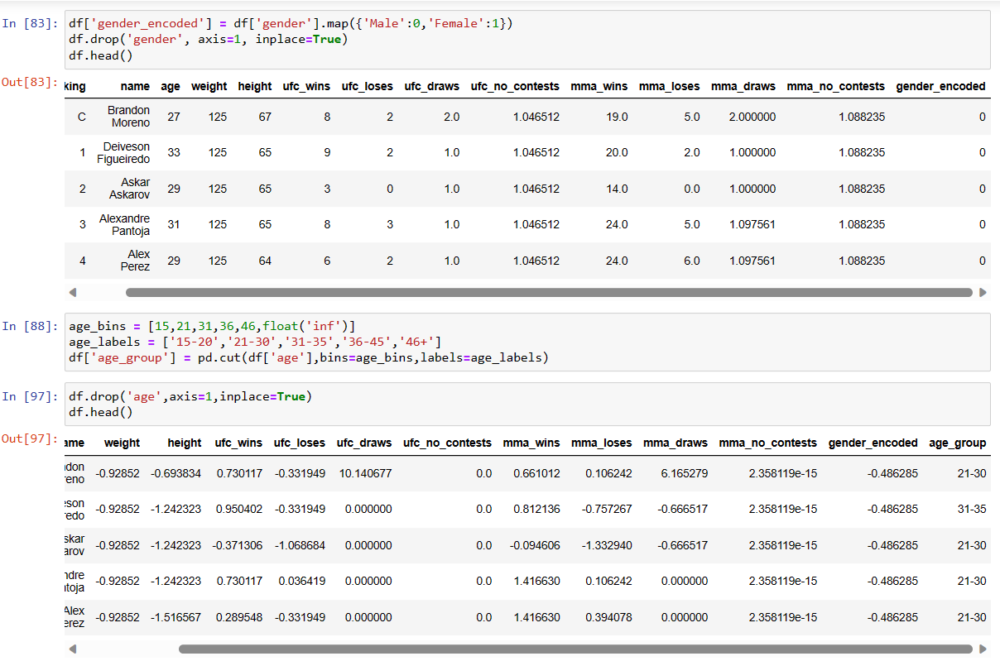 In [83]: df['gender_encoded'] = df['gender'].map({'Male':0,'Female':1})
df.drop('gender', axis=1, inplace=True)
df.head()
Out[83]: king name age weight height ufc_wins ufc_loses ufc_draws ufc_no_contests mma_wins mma_loses mma_draws mma_no_contests gender_encoded
C Brandon Moreno 27 125 67 8 2 2.0 1.046512 19.0 5.0 2.000000 1.088235 0
1 Deiveson Figueiredo 33 125 65 9 2 1.0 1.046512 20.0 2.0 1.000000 1.088235 0
2 Askar Askarov 29 125 65 3 0 1.0 1.046512 14.0 0.0 1.000000 1.088235 0
3 Alexandre Pantoja 31 125 65 8 3 1.0 1.046512 24.0 5.0 1.097561 1.088235 0
4 Alex Perez 29 125 64 6 2 1.0 1.046512 24.0 6.0 1.097561 1.088235 0
In [88]: age_bins = [15,21,31,36,46,float('inf')]
age_labels = ['15-20','21-30','31-35','36-45','46+']
df['age_group'] = pd.cut(df['age'],bins=age_bins,labels=age_labels)
In [97]: df.drop('age',axis=1,inplace=True)
df.head()
Out[97]: ame weight height ufc_wins ufc_loses ufc_draws ufc_no_contests mma_wins mma_loses mma_draws mma_no_contests gender_encoded age_group
don reno -0.92852 -0.693834 0.730117 -0.331949 10.140677 0.0 0.661012 0.106242 6.165279 2.358119e-15 -0.486285 21-30
son redo -0.92852 -1.242323 0.950402 -0.331949 0.000000 0.0 0.812136 -0.757267 -0.666517 2.358119e-15 -0.486285 31-35
skar arov -0.92852 -1.242323 -0.371306 -1.068684 0.000000 0.0 -0.094606 -1.332940 -0.666517 2.358119e-15 -0.486285 21-30
ndre toja -0.92852 -1.242323 0.730117 0.036419 0.000000 0.0 1.416630 0.106242 0.000000 2.358119e-15 -0.486285 21-30
Alex erez -0.92852 -1.516567 0.289548 -0.331949 0.000000 0.0 1.416630 0.394078 0.000000 2.358119e-15 -0.486285 21-30